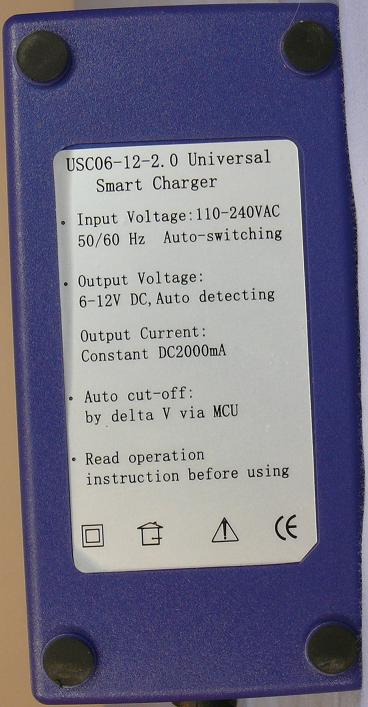 USC06-12-2.0 Universal
Smart Charger
• Input Voltage:110-240VAC
50/60 Hz Auto-switching
• Output Voltage:
6-12V DC,Auto detecting
Output Current:
Constant DC2000mA
• Auto cut-off:
by delta V via MCU
• Read operation
instruction before using
CE